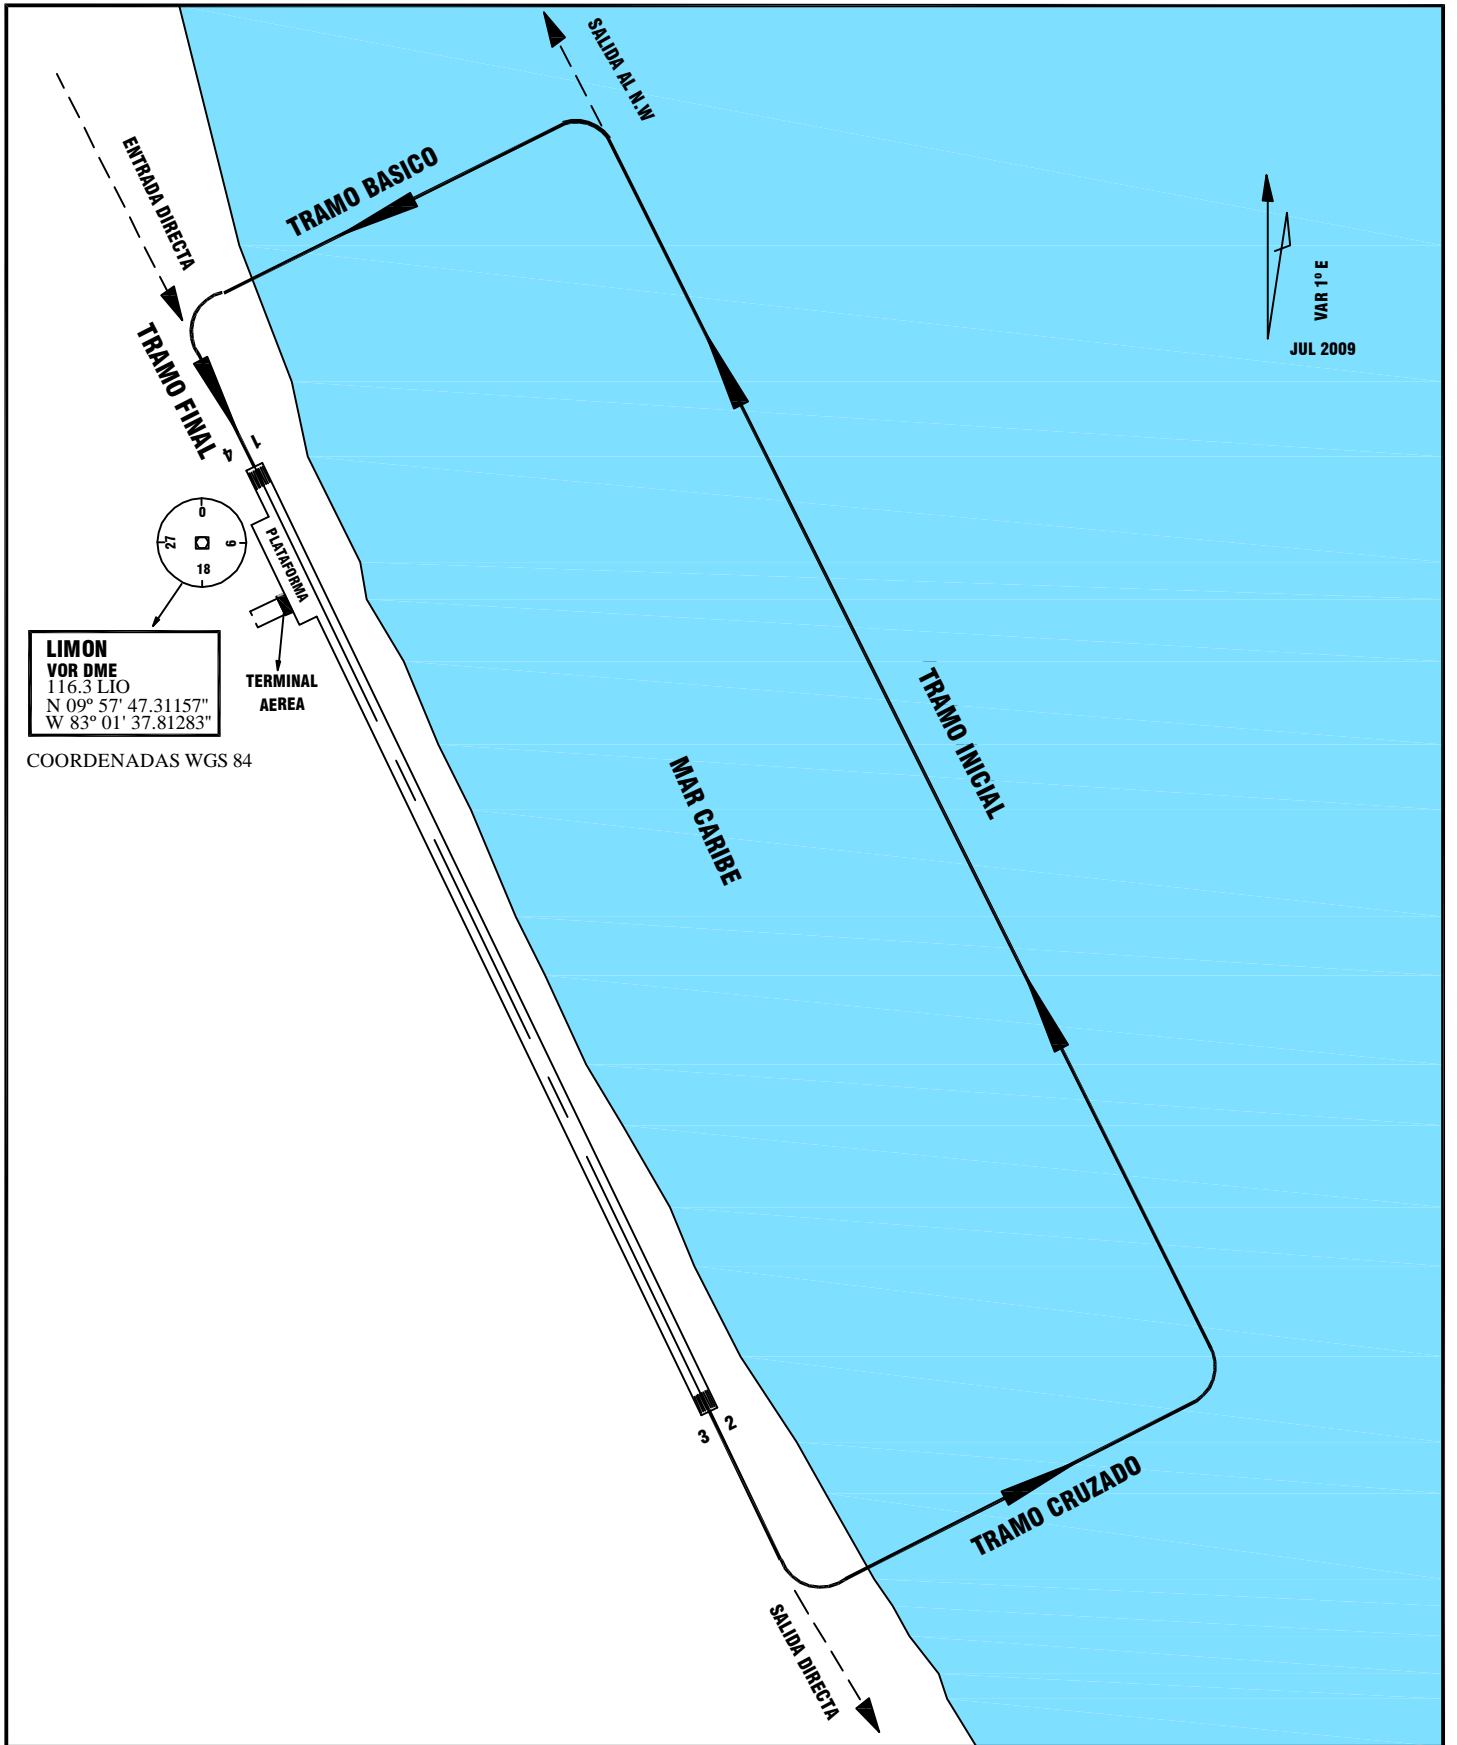 SALIDA AL N.W
ENTRADA DIRECTA
TRAMO BASICO
VAR 1º E
JUL 2009
TRAMO FINAL
1 4
0
27 9
18
PLATAFORMA
LIMON
VOR DME
116.3 LIO
N 09º 57' 47.31157"
W 83º 01' 37.81283"
COORDENADAS WGS 84
TERMINAL
AEREA
TRAMO INICIAL
MAR CARIBE
3 2
TRAMO CRUZADO
SALIDA DIRECTA